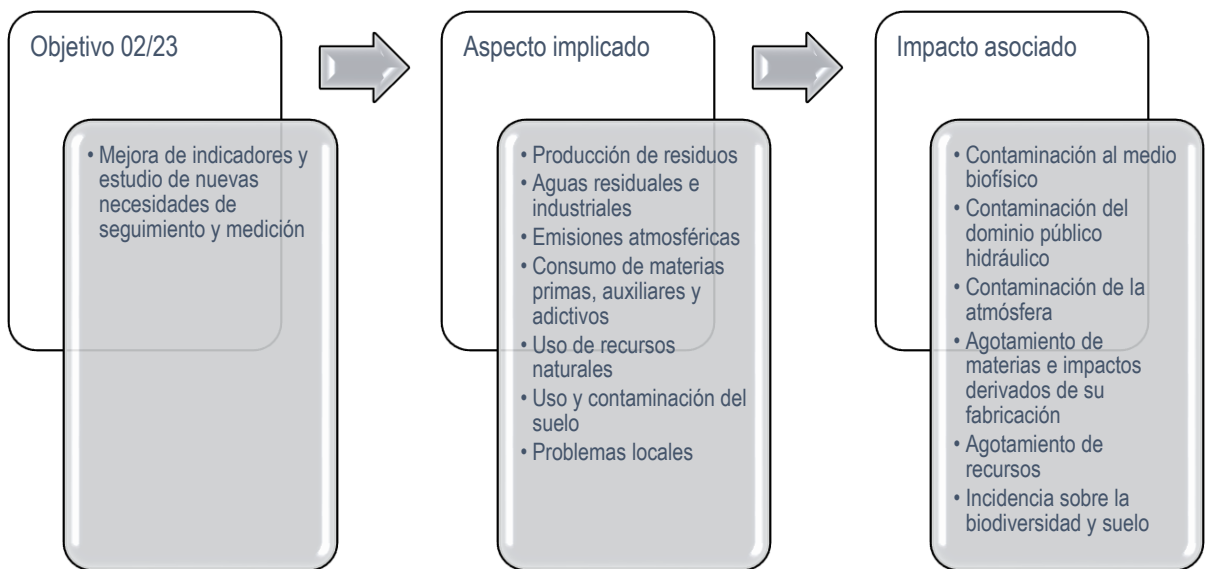 Objetivo 02/23
• Mejora de indicadores y
estudio de nuevas
necesidades de
seguimiento y medición
Aspecto implicado
• Producción de residuos
• Aguas residuales e
industriales
• Emisiones atmosféricas
• Consumo de materias
primas, auxiliares y
adictivos
• Uso de recursos
naturales
• Uso y contaminación del
suelo
• Problemas locales
Impacto asociado
• Contaminación al medio
biofísico
• Contaminación del
dominio público
hidráulico
• Contaminación de la
atmósfera
• Agotamiento de
materias e impactos
derivados de su
fabricación
• Agotamiento de
recursos
• Incidencia sobre la
biodiversidad y suelo